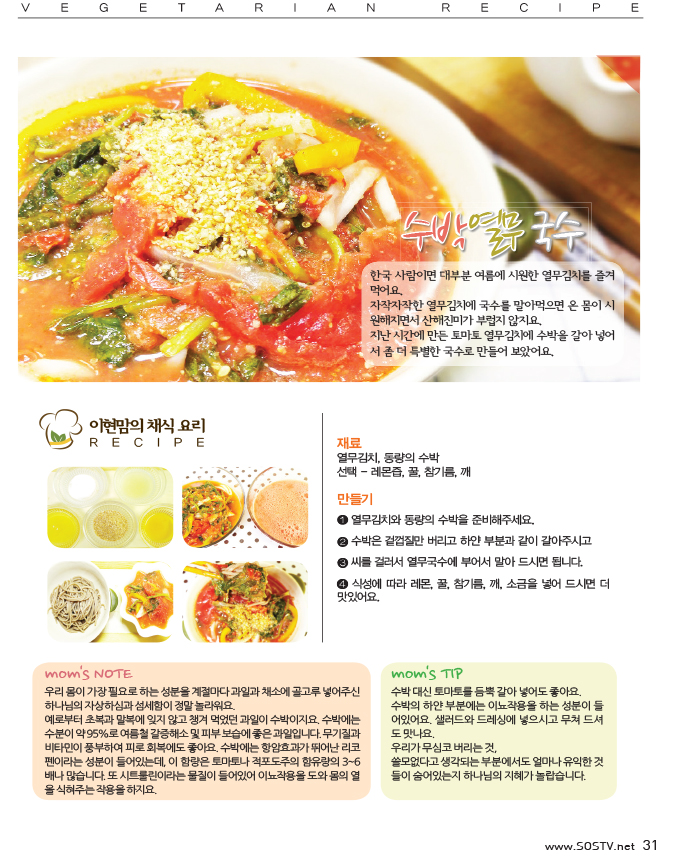 VEGETARIAN RECIPE
수박열무 국수
한국 사람이면 대부분 여름에 시원한 열무김치를 즐겨
먹어요.
자작자작한 열무김치에 국수를 말아먹으면 온 몸이 시
원해지면서 산해진미가 부럽지 않지요.
지난 시간에 만든 토마토 열무김치에 수박을 갈아 넣어
서 좀 더 특별한 국수로 만들어 보았어요.
이현맘의 채식 요리
RECIPE
재료
열무김치, 동량의 수박
선택 - 레몬즙, 꿀, 참기름, 깨
만들기
❶ 열무김치와 동량의 수박을 준비해주세요.
❷ 수박은 겉껍질만 버리고 하얀 부분과 같이 갈아주시고
❸ 씨를 걸러서 열무국수에 부어서 말아 드시면 됩니다.
❹ 식성에 따라 레몬, 꿀, 참기름, 깨, 소금을 넣어 드시면 더
맛있어요.
mom's NOTE
우리 몸이 가장 필요로 하는 성분을 계절마다 과일과 채소에 골고루 넣어주신
하나님의 자상하심과 섬세함이 정말 놀라워요.
예로부터 초복과 말복에 잊지 않고 챙겨 먹었던 과일이 수박이지요. 수박에는
수분이 약 95%로 여름철 갈증해소 및 피부 보습에 좋은 과일입니다. 무기질과
비타민이 풍부하여 피로 회복에도 좋아요. 수박에는 항암효과가 뛰어난 리코
펜이라는 성분이 들어있는데, 이 함량은 토마토나 적포도주의 함유량의 3~6
배나 많습니다. 또 시트룰린이라는 물질이 들어있어 이뇨작용을 도와 몸의 열
을 식혀주는 작용을 하지요.
mom's TIP
수박 대신 토마토를 듬뿍 갈아 넣어도 좋아요.
수박의 하얀 부분에는 이뇨작용을 하는 성분이 들
어있어요. 샐러드와 드레싱에 넣으시고 무쳐 드셔
도 맛나요.
우리가 무심코 버리는 것,
쓸모없다고 생각되는 부분에서도 얼마나 유익한 것
들이 숨어있는지 하나님의 지혜가 놀랍습니다.
www.SOSTV.net 31